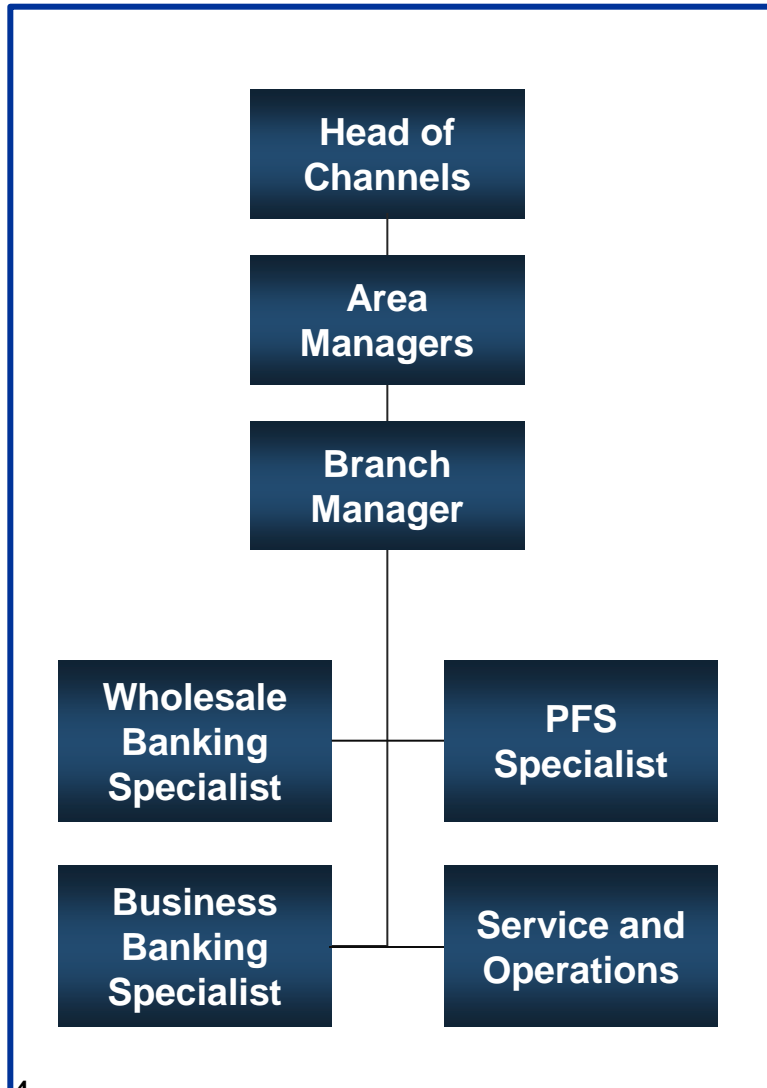 Head of
Channels
Area
Managers
Branch
Manager
Wholesale
Banking
Specialist
PFS
Specialist
Business
Banking
Specialist
Service and
Operations